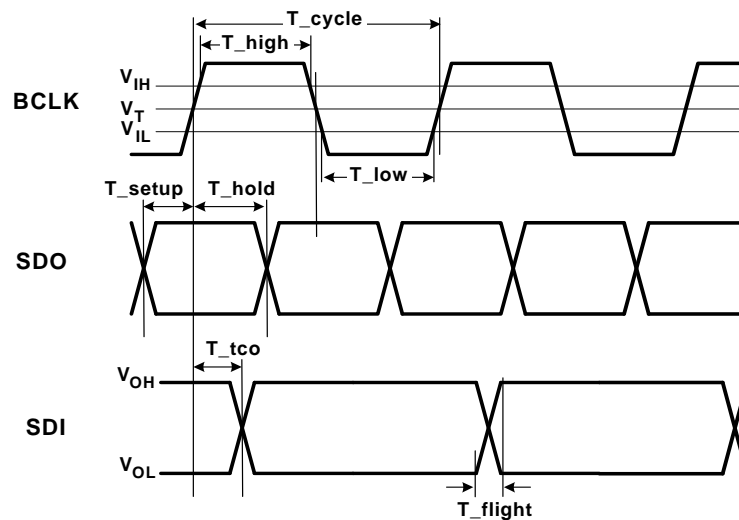 T_cycle
T_high
V_IH
BCLK
V_T
V_IL
T_low
T_setup
T_hold
SDO
T_tco
V_OH
SDI
V_OL
T_flight